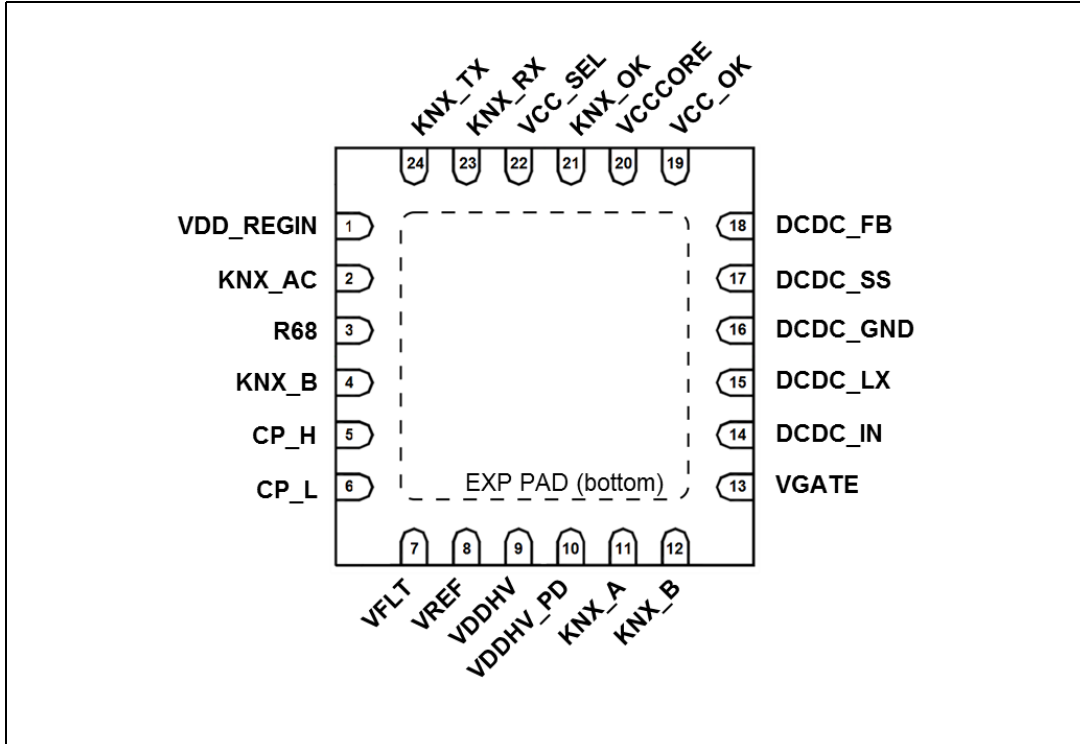 KNX_TX
KNX_RX
VCC_SEL
KNX_OK
VCCCORE
VCC_OK
24
23
22
21
20
19
VDD_REGIN 1
KNX_AC 2
R68 3
KNX_B 4
CP_H 5
CP_L 6
18 DCDC_FB
17 DCDC_SS
16 DCDC_GND
15 DCDC_LX
14 DCDC_IN
13 VGATE
EXP PAD (bottom)
7
8
9
10
11
12
VFLT
VREF
VDDHV
VDDHV_PD
KNX_A
KNX_B